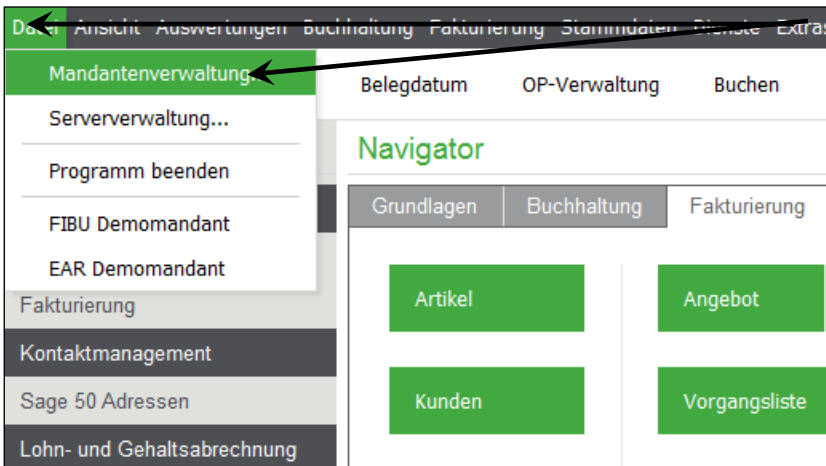 Datei Ansicht Auswertungen Buchhaltung Fakturierung Stammdaten Dienste Extras
Mandantenverwaltung...
Serververwaltung...
Programm beenden
FIBU Demomandant
EAR Demomandant
Belegdatum OP-Verwaltung Buchen
Navigator
Grundlagen Buchhaltung Fakturierung
Artikel Angebot
Kunden Vorgangsliste
Fakturierung
Kontaktmanagement
Sage 50 Adressen
Lohn- und Gehaltsabrechnung